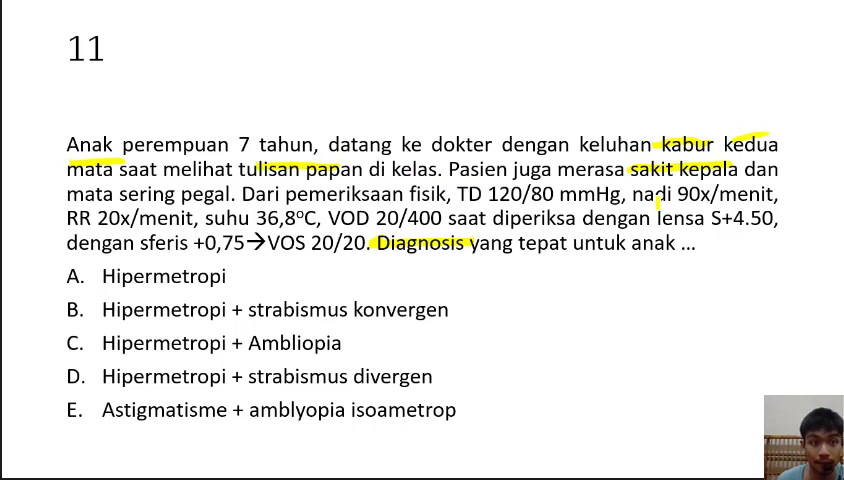 11
Anak perempuan 7 tahun, datang ke dokter dengan keluhan kabur kedua
mata saat melihat tulisan papan di kelas. Pasien juga merasa sakit kepala dan
mata sering pegal. Dari pemeriksaan fisik, TD 120/80 mmHg, nadi 90x/menit,
RR 20x/menit, suhu 36,8°C, VOD 20/400 saat diperiksa dengan lensa S+4.50,
dengan sferis +0,75→VOS 20/20. Diagnosis yang tepat untuk anak ...
A. Hipermetropi
B. Hipermetropi + strabismus konvergen
C. Hipermetropi + Ambliopia
D. Hipermetropi + strabismus divergen
E. Astigmatisme + amblyopia isoametrop